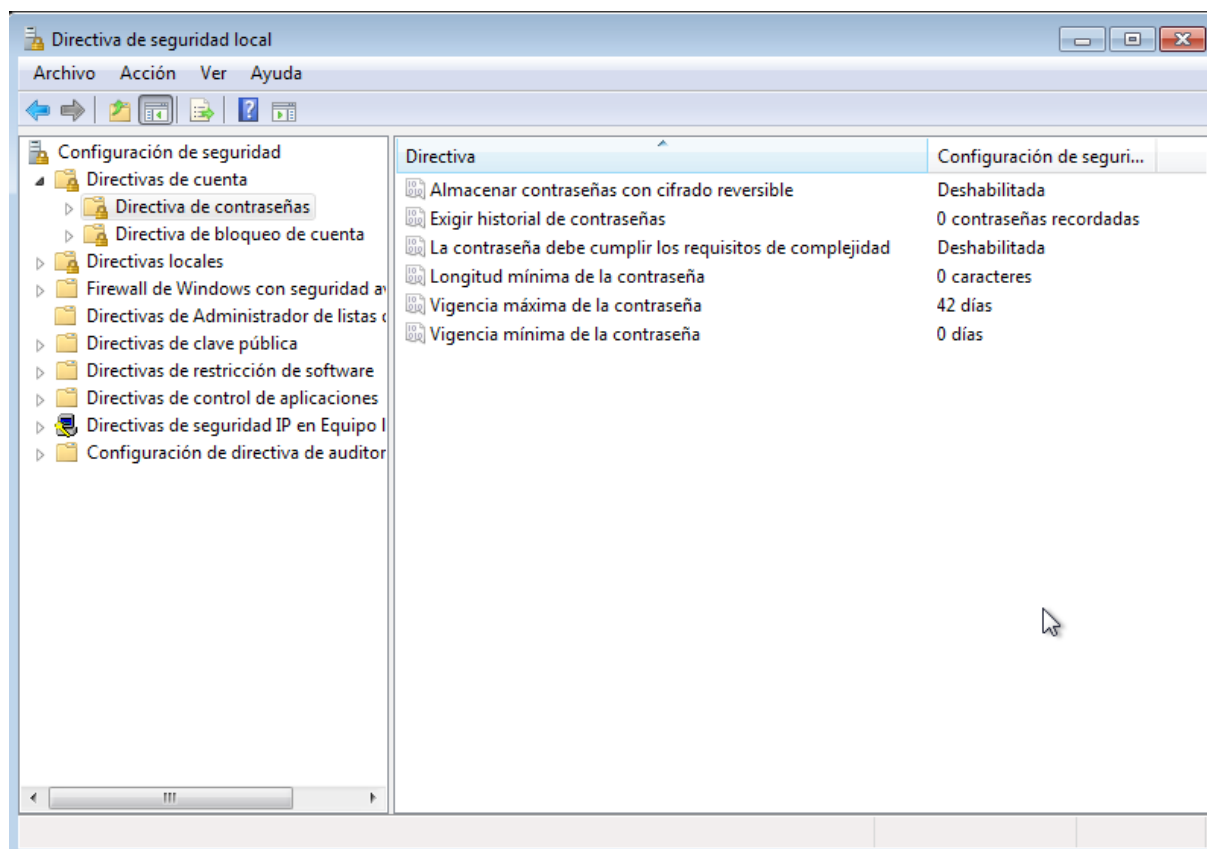 Directiva de seguridad local
Archivo Acción Ver Ayuda
Configuración de seguridad
Directivas de cuenta
Directiva de contraseñas
Directiva de bloqueo de cuenta
Directivas locales
Firewall de Windows con seguridad av
Directivas de Administrador de listas d
Directivas de clave pública
Directivas de restricción de software
Directivas de control de aplicaciones
Directivas de seguridad IP en Equipo l
Configuración de directiva de auditor
Directiva Configuración de seguri...
Almacenar contraseñas con cifrado reversible Deshabilitada
Exigir historial de contraseñas 0 contraseñas recordadas
La contraseña debe cumplir los requisitos de complejidad Deshabilitada
Longitud mínima de la contraseña 0 caracteres
Vigencia máxima de la contraseña 42 días
Vigencia mínima de la contraseña 0 días